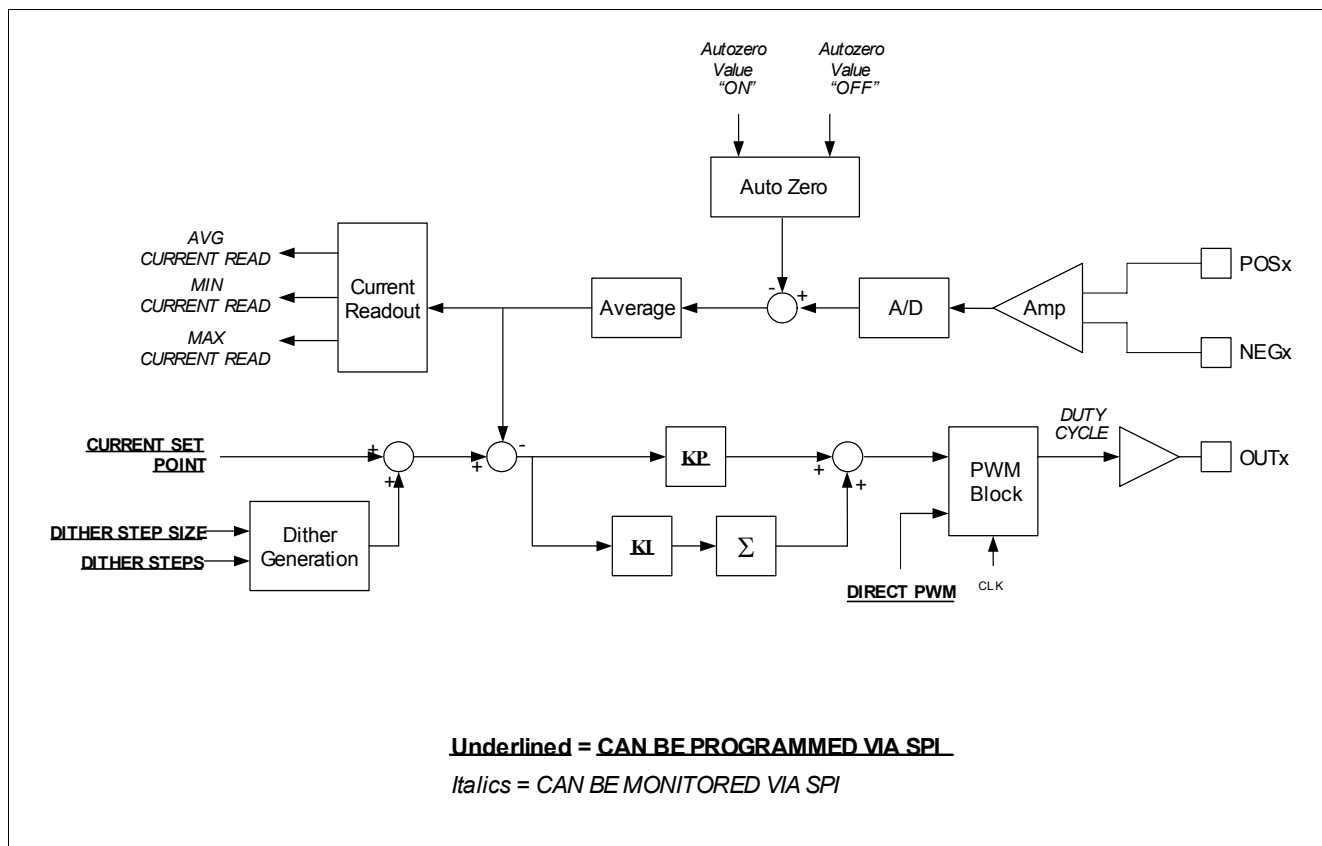 Autozero
Value
“ON”
Autozero
Value
“OFF”
Auto Zero
AVG
CURRENT READ
MIN
CURRENT READ
MAX
CURRENT READ
Current
Readout
Average
-
+
A/D
Amp
POSx
NEGx
CURRENT SET
POINT
+
+
-
+
KP
+
+
DUTY
CYCLE
PWM
Block
OUTx
DITHER STEP SIZE
DITHER STEPS
Dither
Generation
KI
Σ
DIRECT PWM
CLK
Underlined = CAN BE PROGRAMMED VIA SPI
Italics = CAN BE MONITORED VIA SPI